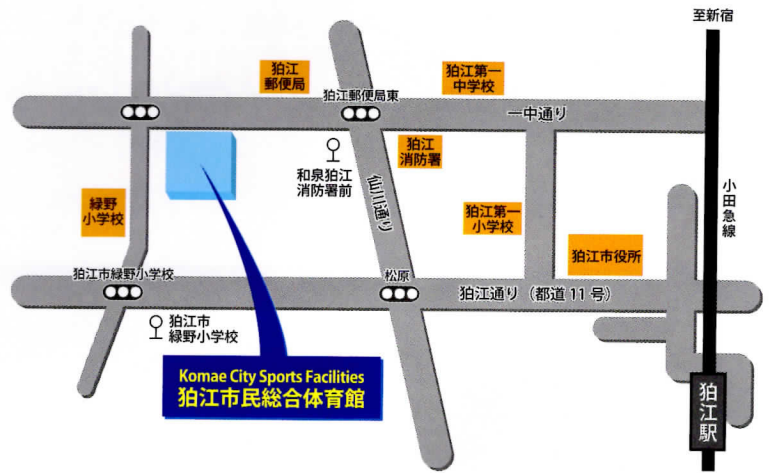 至新宿
狛江
郵便局
狛江第一
中学校
狛江郵便局東
一中通り
狛江
消防署
和泉狛江
消防署前
仙川通り
緑野
小学校
狛江第一
小学校
小田急線
狛江市役所
狛江市緑野小学校
松原
狛江通り（都道11号）
狛江市
緑野小学校
Komae City Sports Facilities
狛江市民総合体育館
狛江駅